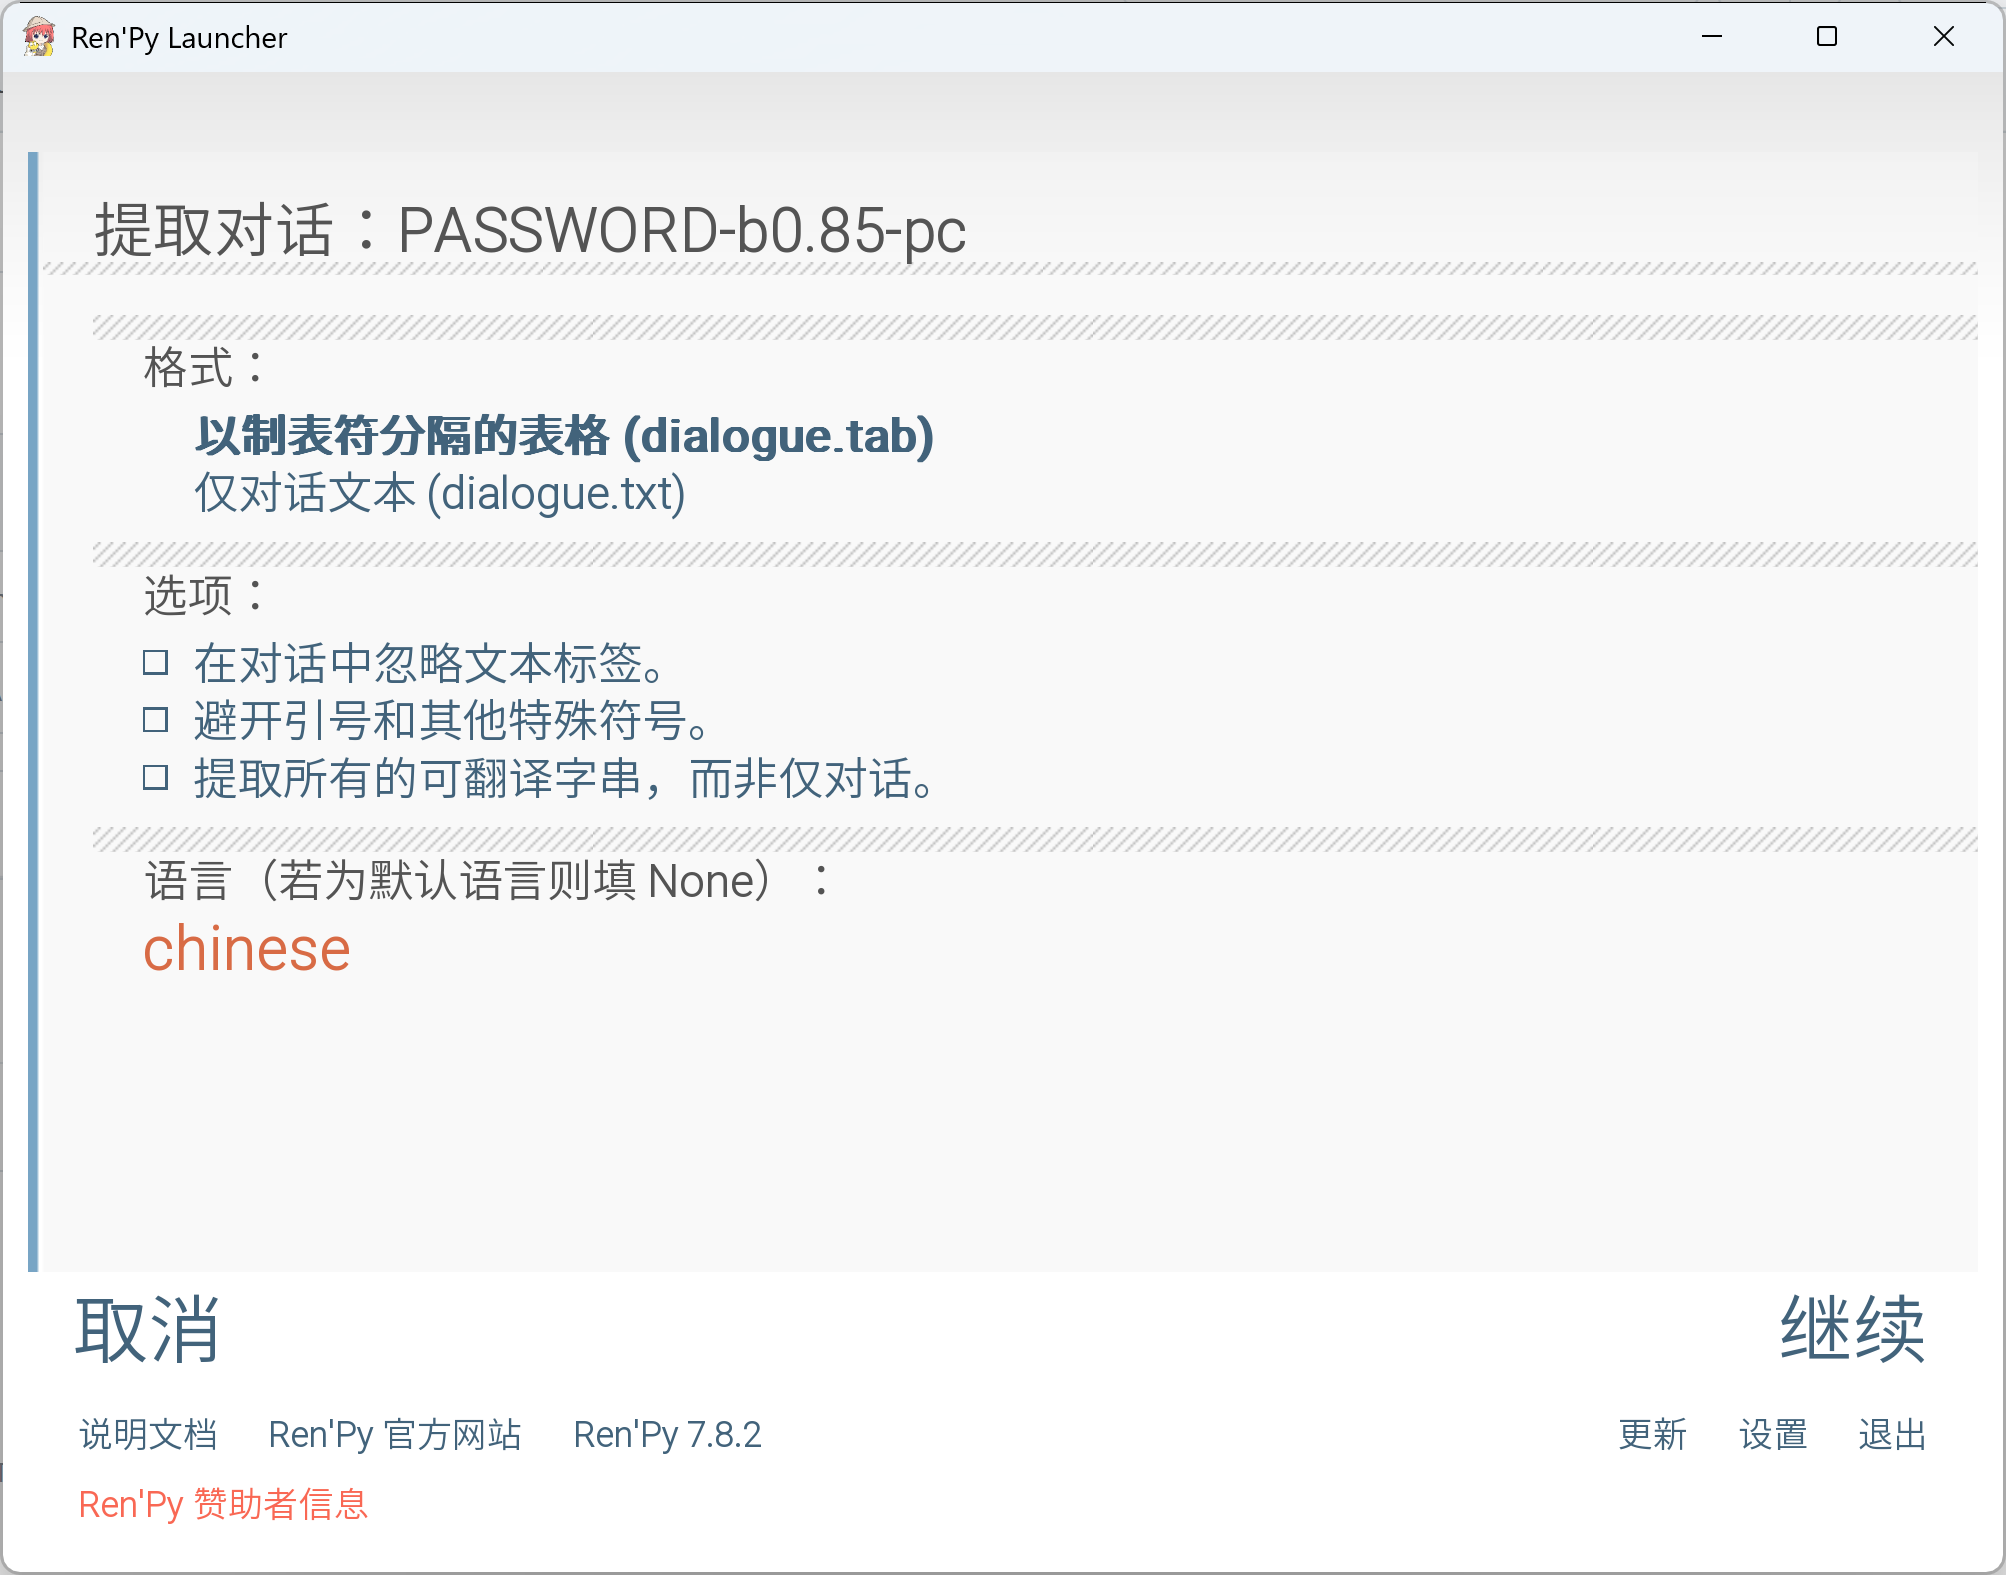 Ren'Py Launcher
提取对话：PASSWORD-b0.85-pc
格式：
以制表符分隔的表格 (dialogue.tab)
仅对话文本 (dialogue.txt)
选项：
在对话中忽略文本标签。
避开引号和其他特殊符号。
提取所有的可翻译字串，而非仅对话。
语言（若为默认语言则填 None）：
chinese
取消 继续
说明文档 Ren'Py 官方网站 Ren'Py 7.8.2 更新 设置 退出
Ren'Py 赞助者信息